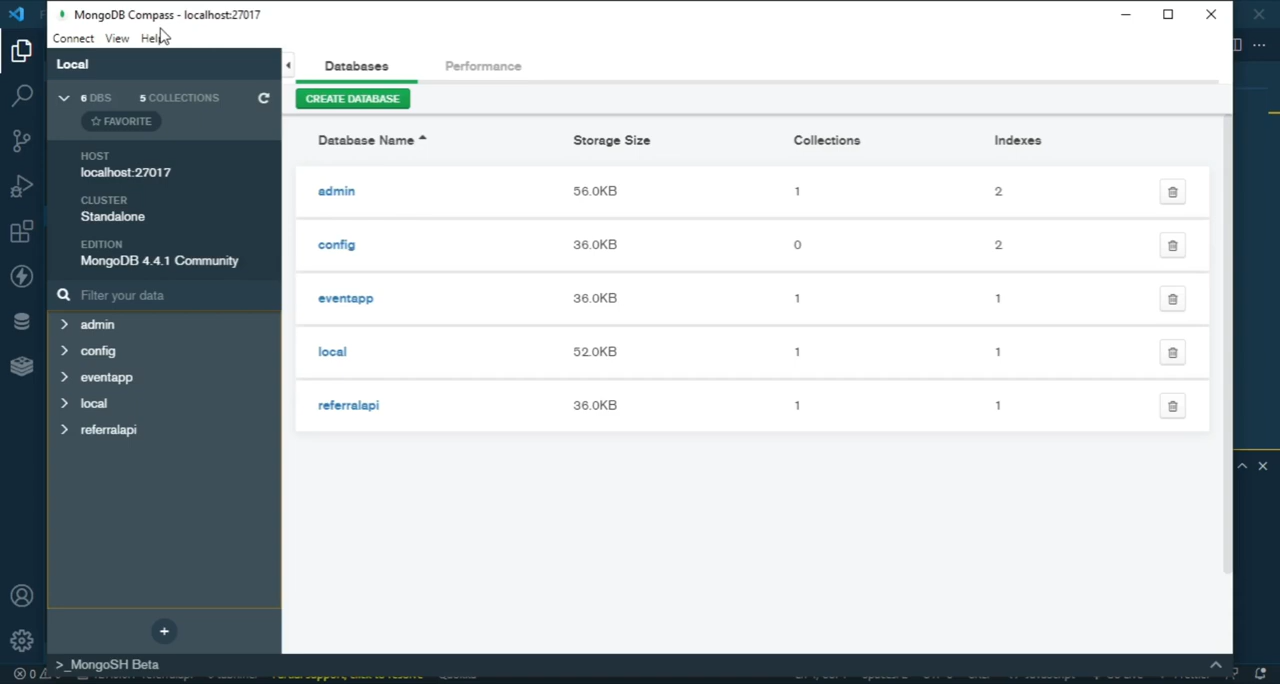 MongoDB Compass - localhost:27017
Connect View Help
Local
6 DBS 5 COLLECTIONS
☆ FAVORITE
HOST
localhost:27017
CLUSTER
Standalone
EDITION
MongoDB 4.4.1 Community
Filter your data
admin
config
eventapp
local
referralapi
>_MongoSH Beta
Databases Performance
CREATE DATABASE
Database Name Storage Size Collections Indexes
admin 56.0KB 1 2
config 36.0KB 0 2
eventapp 36.0KB 1 1
local 52.0KB 1 1
referralapi 36.0KB 1 1